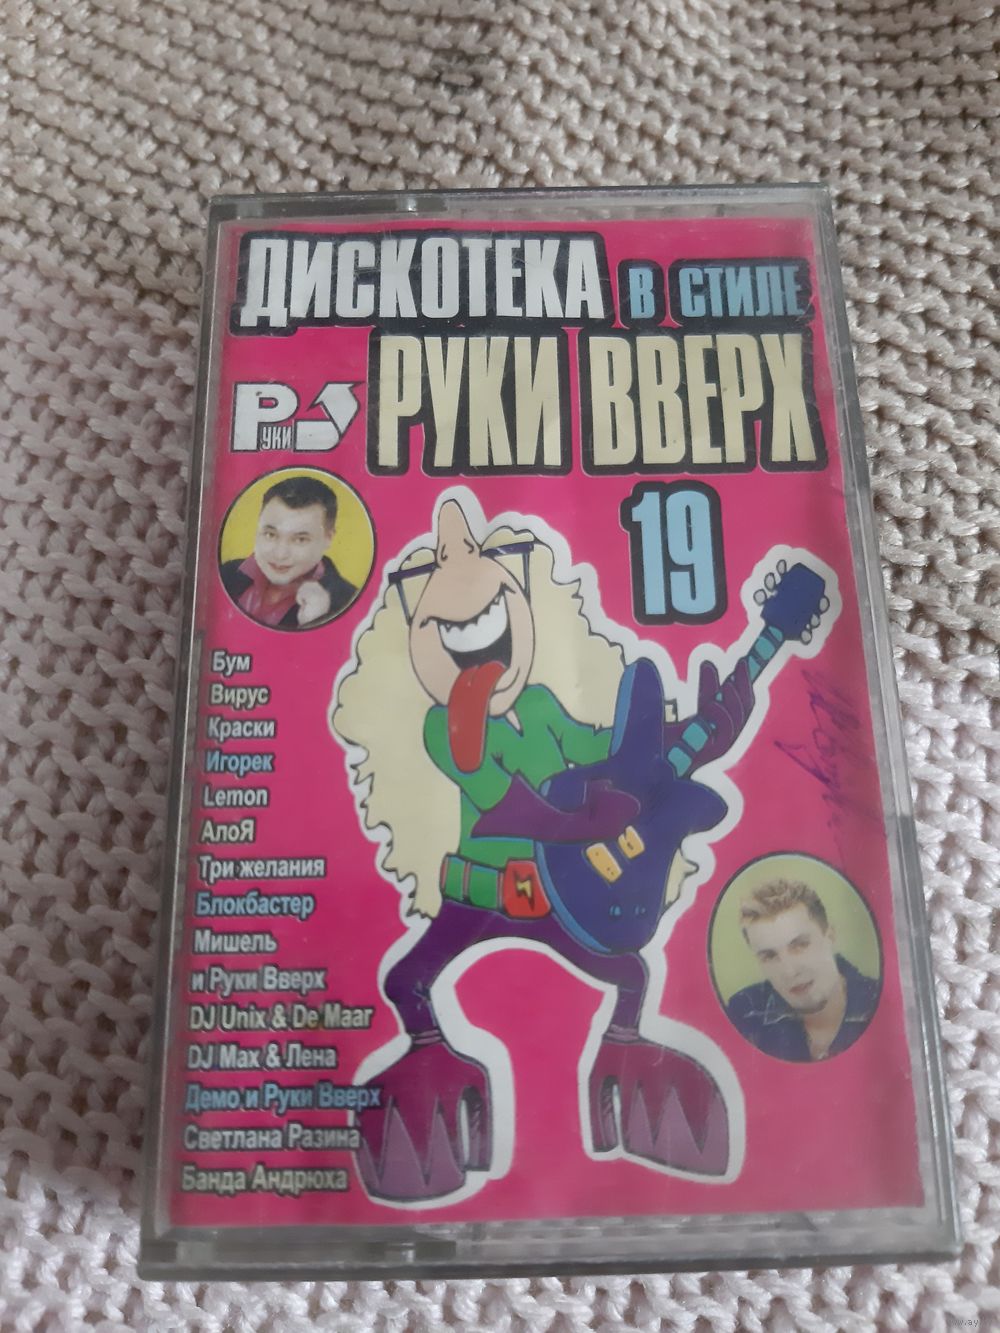 ДИСКОТЕКА В СТИЛЕ
Руки
РУКИ ВВЕРХ
19
Бум
Вирус
Краски
Игорек
Lemon
АлоЯ
Три желания
Блокбастер
Мишель
и Руки Вверх
DJ Unix & De Maar
DJ Max & Лена
Демо и Руки Вверх
Светлана Разина
Банда Андрюха